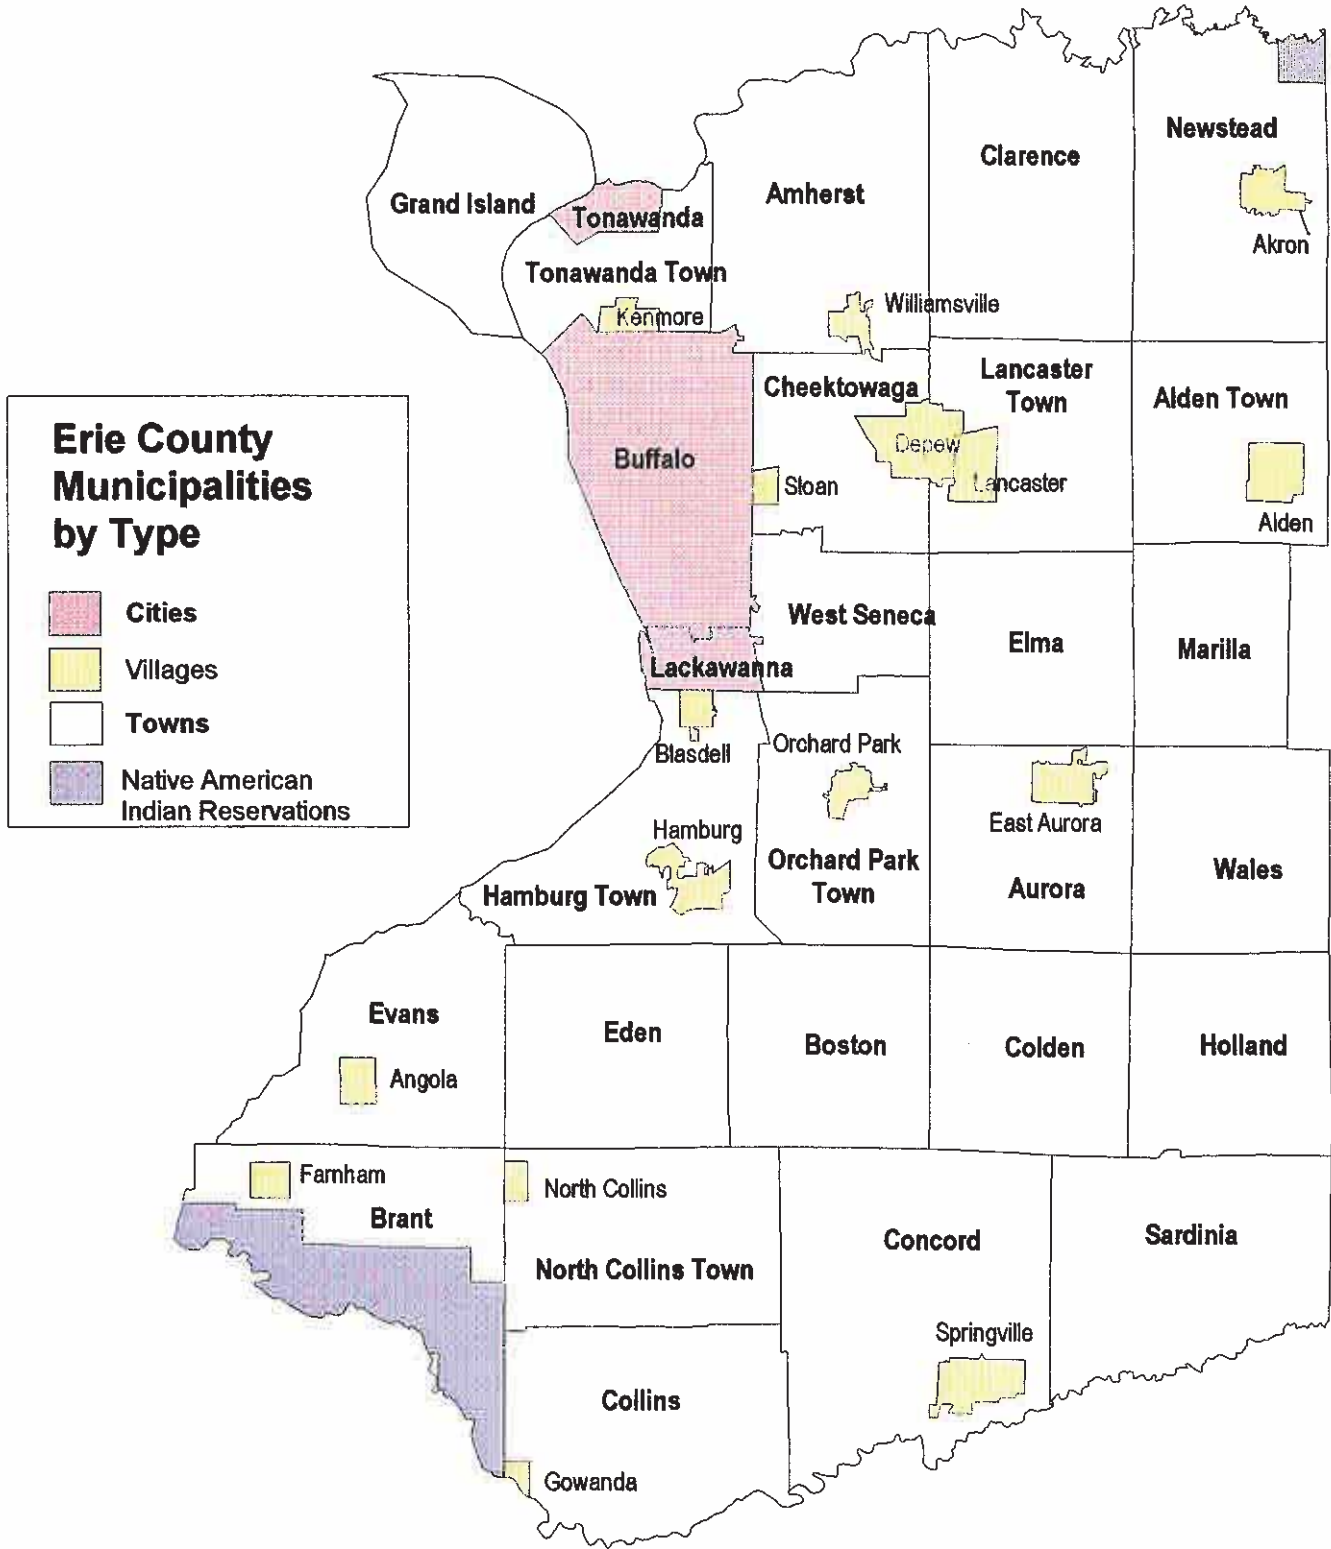 Newstead
Clarence
Amherst
Grand Island
Tonawanda
Akron
Tonawanda Town
Williamsville
Kenmore
Lancaster
Town
Cheektowaga
Alden Town
Erie County
Municipalities
by Type
Depew
Buffalo
Sloan
Lancaster
Alden
Cities
West Seneca
Elma
Marilla
Villages
Lackawanna
Towns
Orchard Park
Blasdell
Native American
Indian Reservations
East Aurora
Hamburg
Orchard Park
Town
Wales
Aurora
Hamburg Town
Evans
Eden
Boston
Colden
Holland
Angola
Farnham
North Collins
Brant
Concord
Sardinia
North Collins Town
Springville
Collins
Gowanda